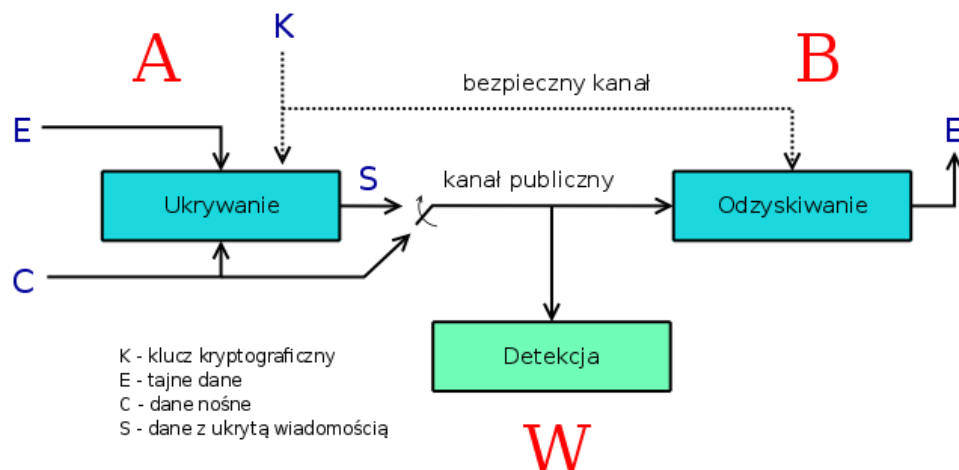 A
K
B
bezpieczny kanał
E
E
Ukrywanie
S
kanał publiczny
Odzyskiwanie
C
Detekcja
K - klucz kryptograficzny
E - tajne dane
C - dane nośne
S - dane z ukrytą wiadomością
W